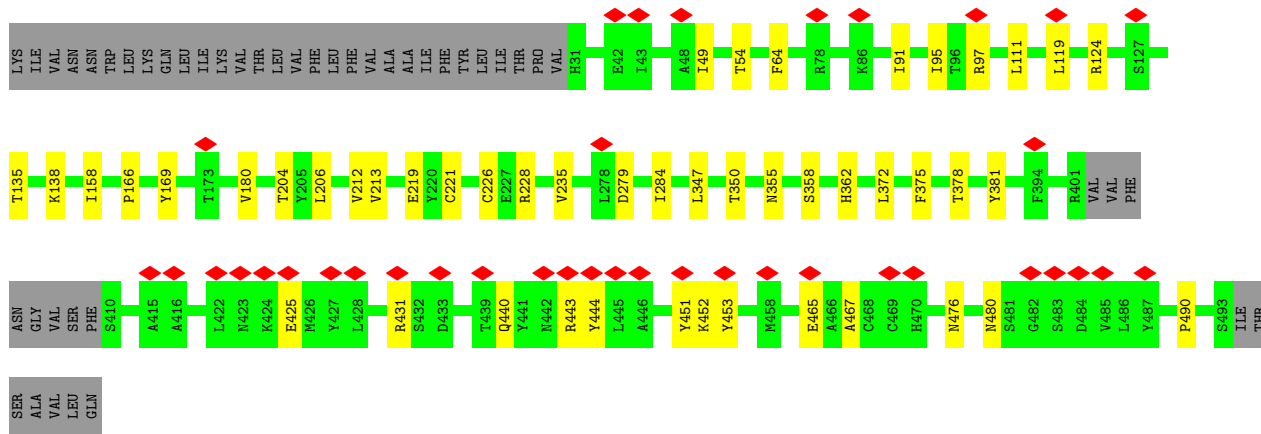 LYS ILE VAL ASN ASN TRP LEU LYS GLN LEU ILE LYS VAL THR LEU VAL PHE LEU PHE VAL ALA ALA ILE PHE TYR LEU ILE THR PRO VAL H31 E42 I43 A48 I49 T54 F64 R78 K86 I91 I95 T96 R97 L111 L119 R124 S127
T135 K138 I158 P166 Y169 T173 V180 T204 Y205 L206 V212 V213 E219 Y220 C221 C226 E227 R228 V235 L278 D279 I284 L347 T350 N355 S358 H362 L372 F375 T378 Y381 F394 R401 VAL VAL PHE
ASN GLY VAL SER PHE S410 A415 A416 L422 N423 K424 E425 M426 Y427 L428 R431 S432 D433 T439 Q440 Y441 N442 R443 Y444 L445 A446 Y451 K452 Y453 M458 E465 A466 A467 C468 C469 H470 N476 N480 S481 G482 S483 D484 V485 L486 Y487 P490 S493 ILE THR
SER ALA VAL LEU GLN